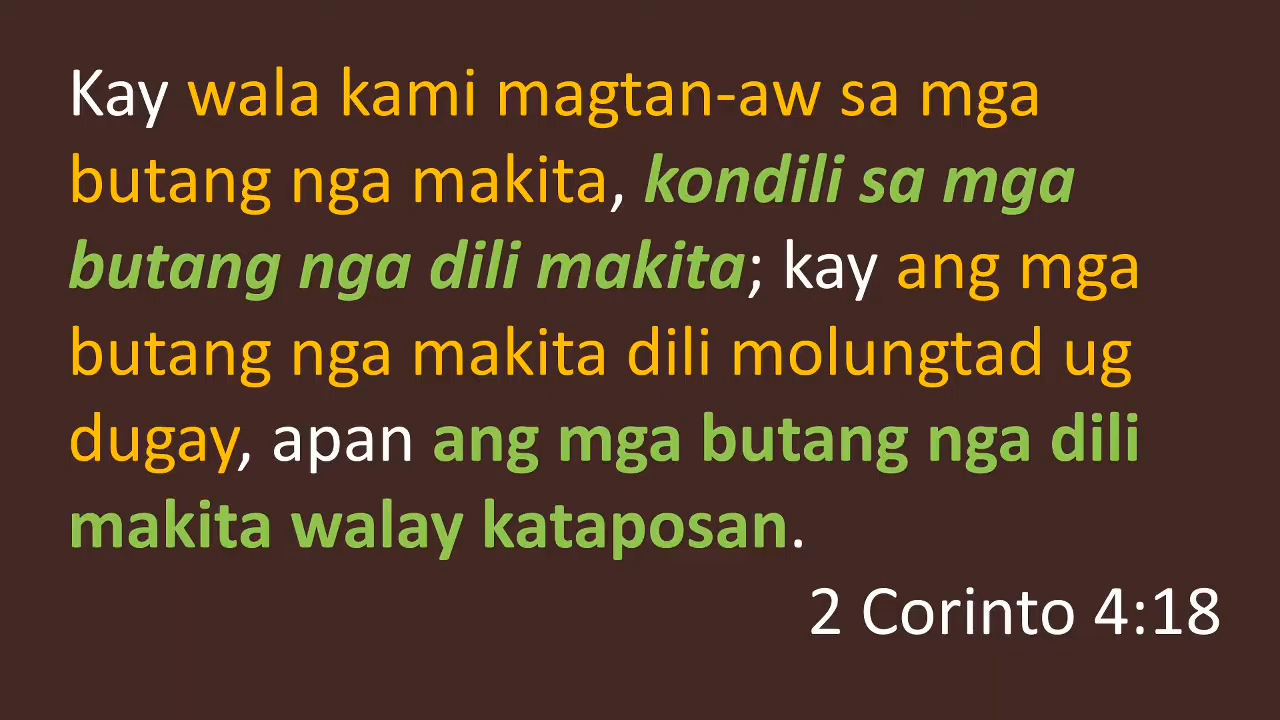 Kay wala kami magtan-aw sa mga
butang nga makita, kondili sa mga
butang nga dili makita; kay ang mga
butang nga makita dili molungtad ug
dugay, apan ang mga butang nga dili
makita walay kataposan.
2 Corinto 4:18